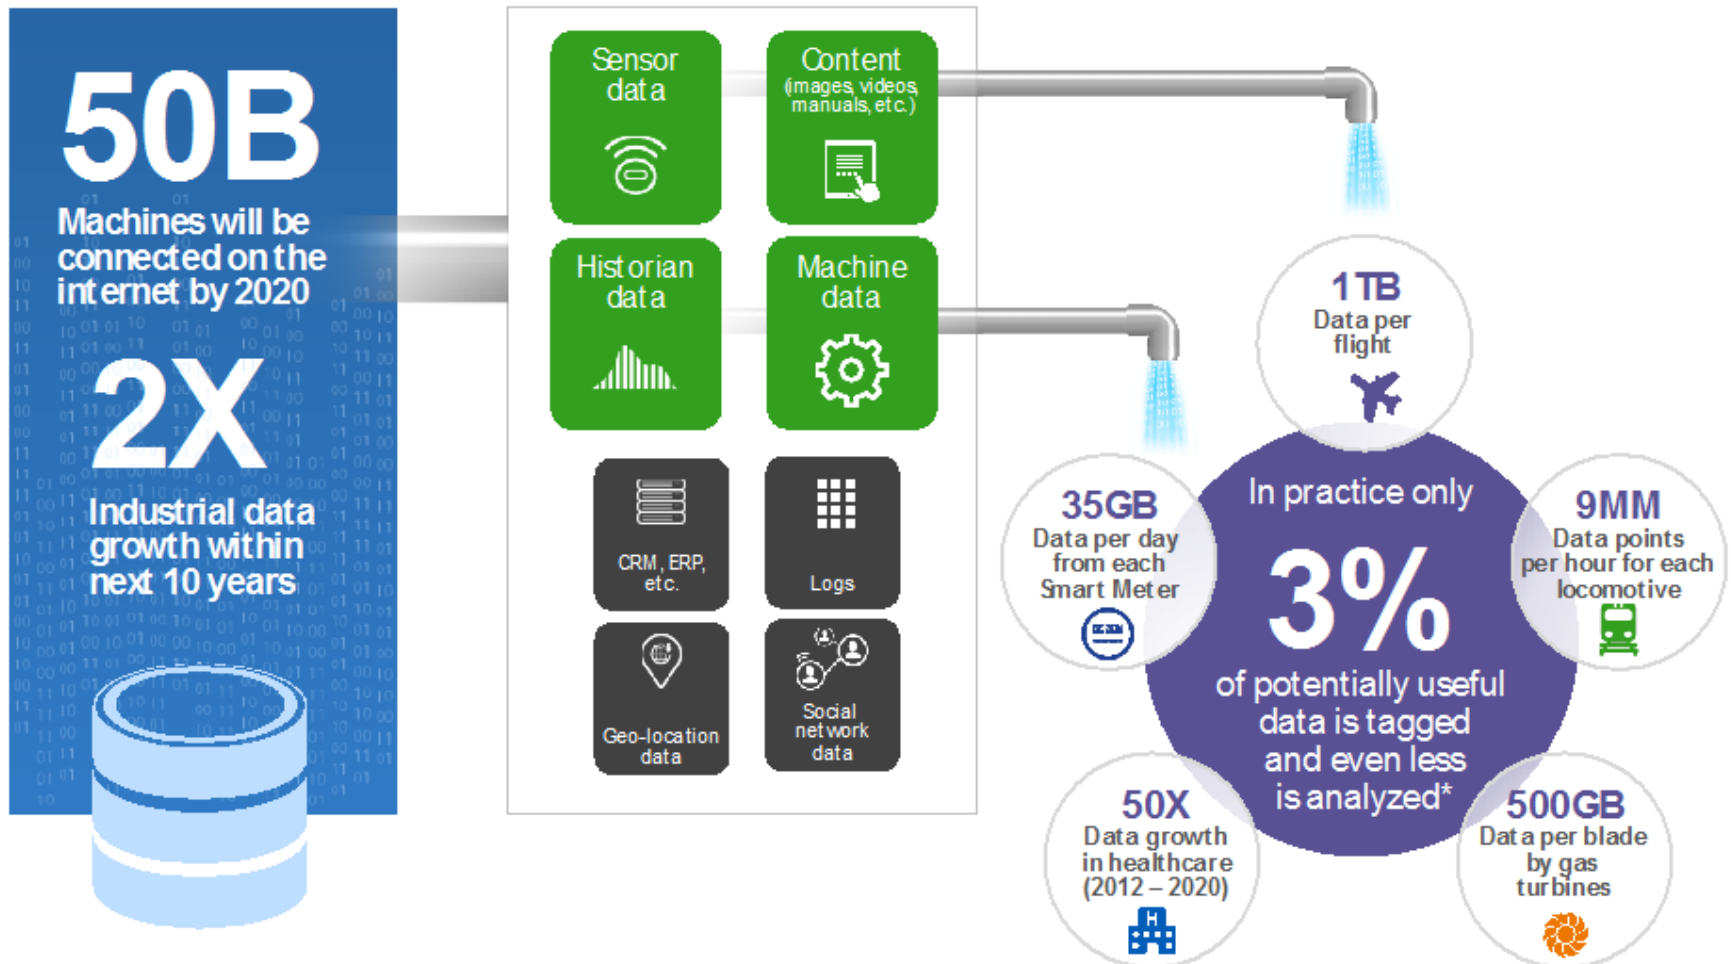 50B
Machines will be
connected on the
internet by 2020
2X
Industrial data
growth within
next 10 years
Sensor
data
Content
(images, videos,
manuals, etc.)
Historian
data
Machine
data
CRM, ERP,
etc.
Logs
Geo-location
data
Social
network
data
1TB
Data per
flight
35GB
Data per day
from each
Smart Meter
In practice only
3%
of potentially useful
data is tagged
and even less
is analyzed*
9MM
Data points
per hour for each
locomotive
50X
Data growth
in healthcare
(2012 – 2020)
H
500GB
Data per blade
by gas
turbines